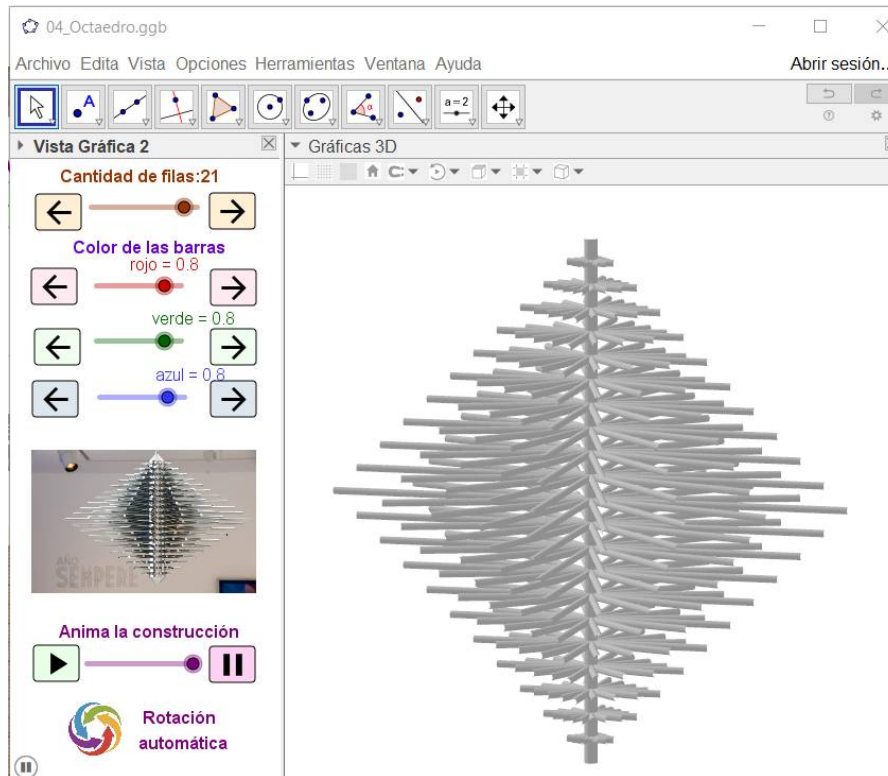 04_Octaedro.ggb
Archivo Edita Vista Opciones Herramientas Ventana Ayuda
Abrir sesión..
A
α
a=2
Vista Gráfica 2
Gráficas 3D
Cantidad de filas:21
Color de las barras
rojo = 0.8
verde = 0.8
azul = 0.8
AÑO
SEMPERE
Anima la construcción
Rotación
automática